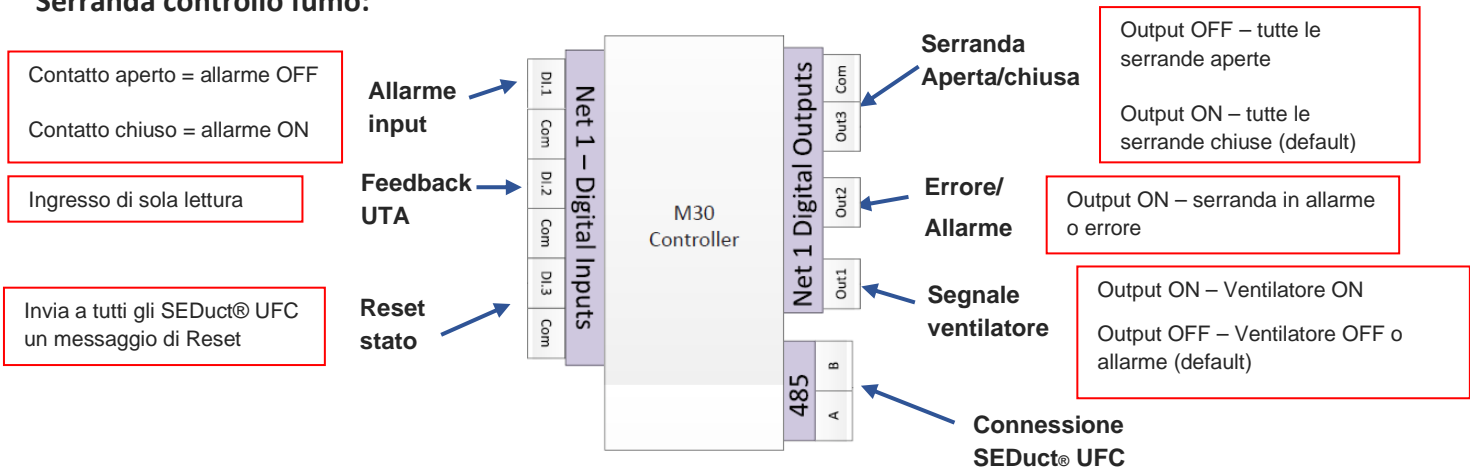 Serranda controllo fumo:
Contatto aperto = allarme OFF
Contatto chiuso = allarme ON
Ingresso di sola lettura
Invia a tutti gli SEDuct® UFC
un messaggio di Reset
Allarme
input
Feedback
UTA
Reset
stato
DI.1
Com
DI.2
Com
DI.3
Com
Net 1 – Digital Inputs
M30
Controller
Net 1 Digital Outputs
Com
Out3
Out2
Out1
485
B
A
Serranda
Aperta/chiusa
Errore/
Allarme
Segnale
ventilatore
Connessione
SEDuct® UFC
Output OFF – tutte le
serrande aperte
Output ON – tutte le
serrande chiuse (default)
Output ON – serranda in allarme
o errore
Output ON – Ventilatore ON
Output OFF – Ventilatore OFF o
allarme (default)